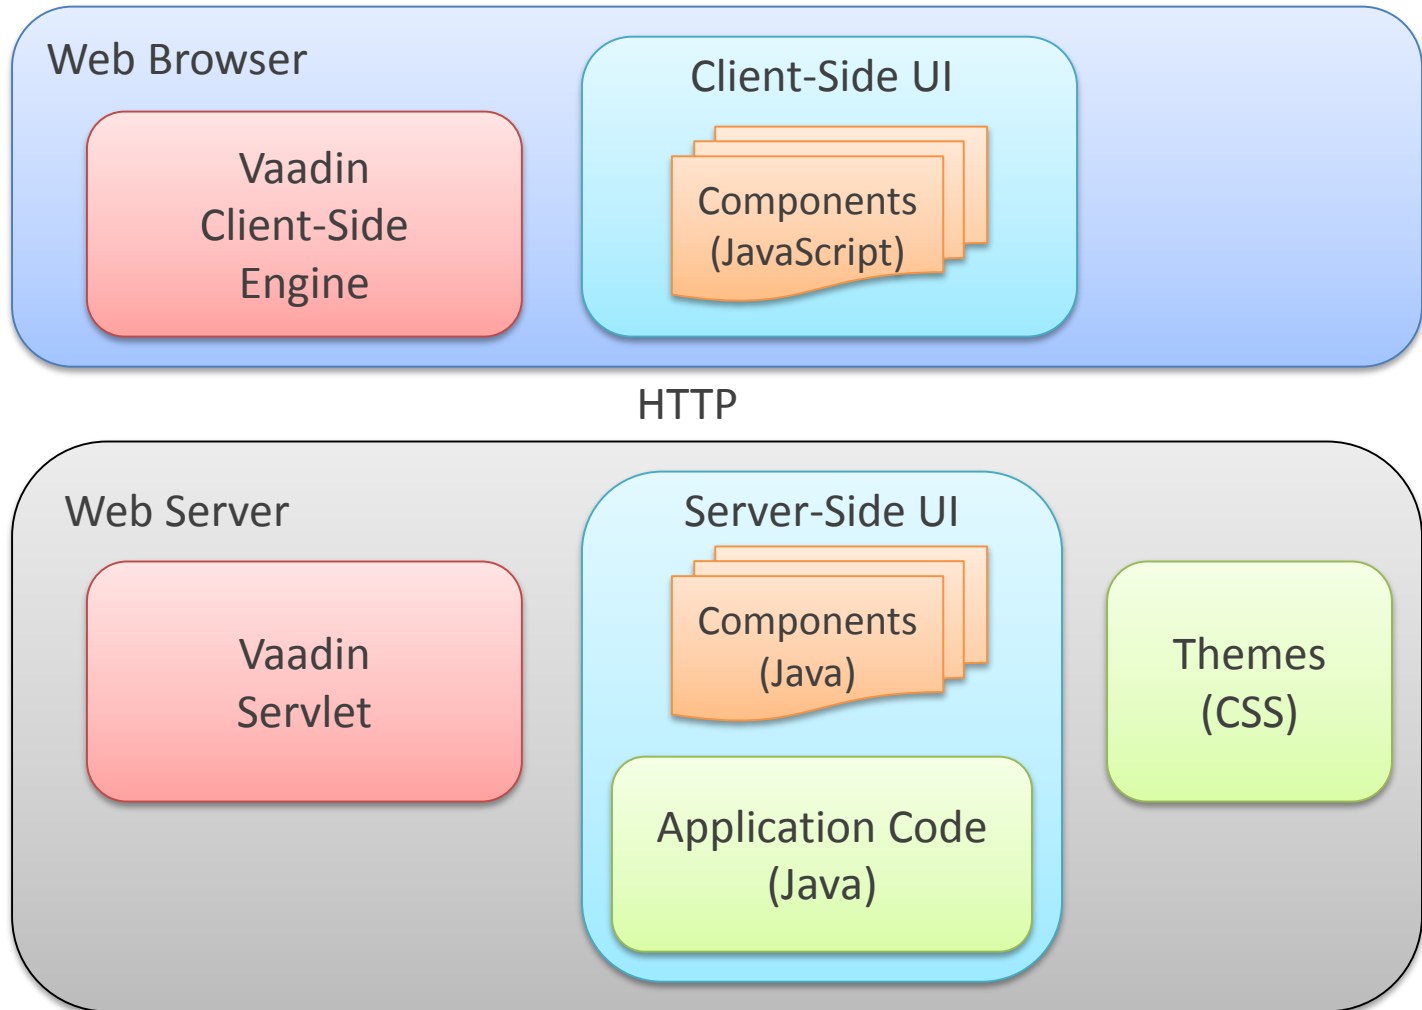 Web Browser
Client-Side UI
Vaadin
Client-Side
Engine
Components
(JavaScript)
HTTP
Web Server
Server-Side UI
Vaadin
Servlet
Components
(Java)
Application Code
(Java)
Themes
(CSS)